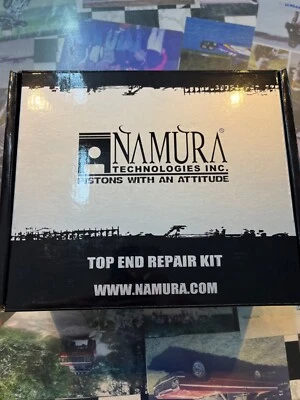 NAMURA®
TECHNOLOGIES INC.
PISTONS WITH AN ATTITUDE
TOP END REPAIR KIT
WWW.NAMURA.COM